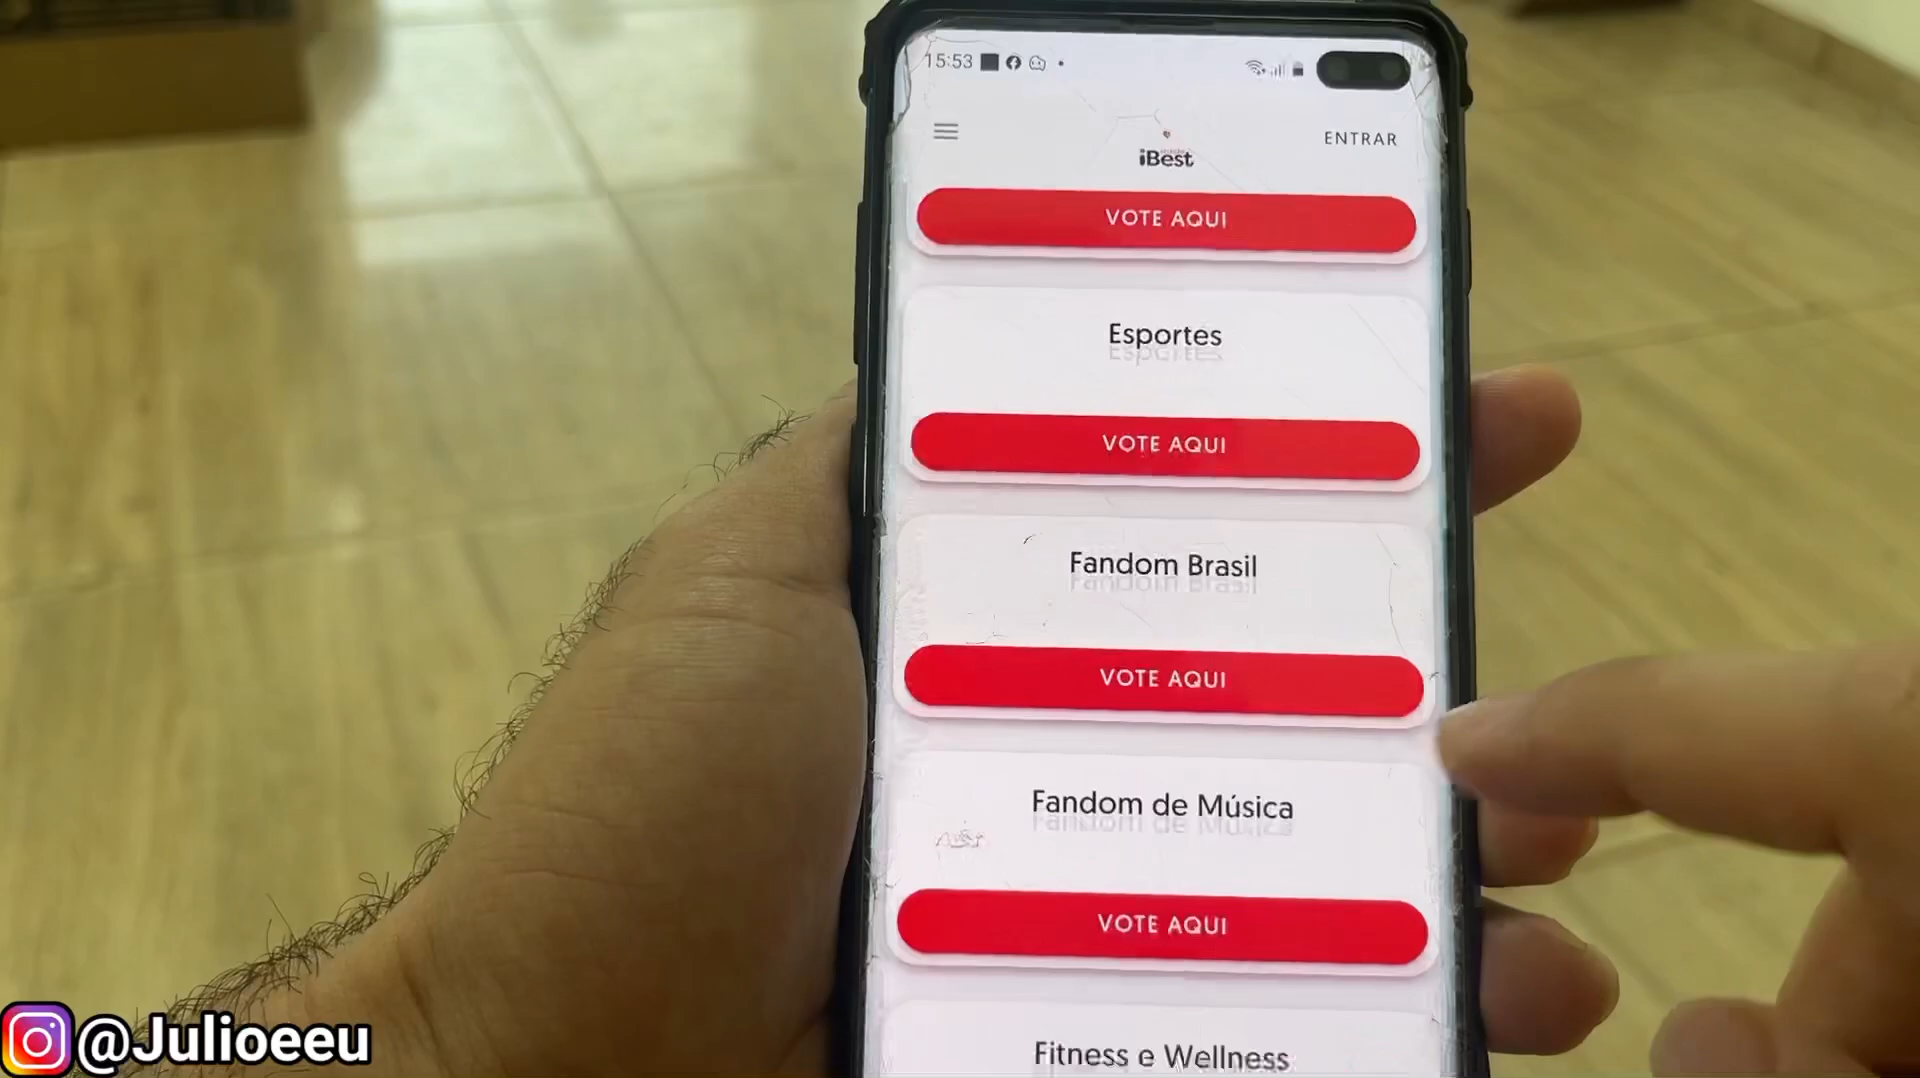 15:53
ENTRAR
iBest
VOTE AQUI
Esportes
VOTE AQUI
Fandom Brasil
VOTE AQUI
Fandom de Música
VOTE AQUI
Fitness e Wellness
@Julioeeu